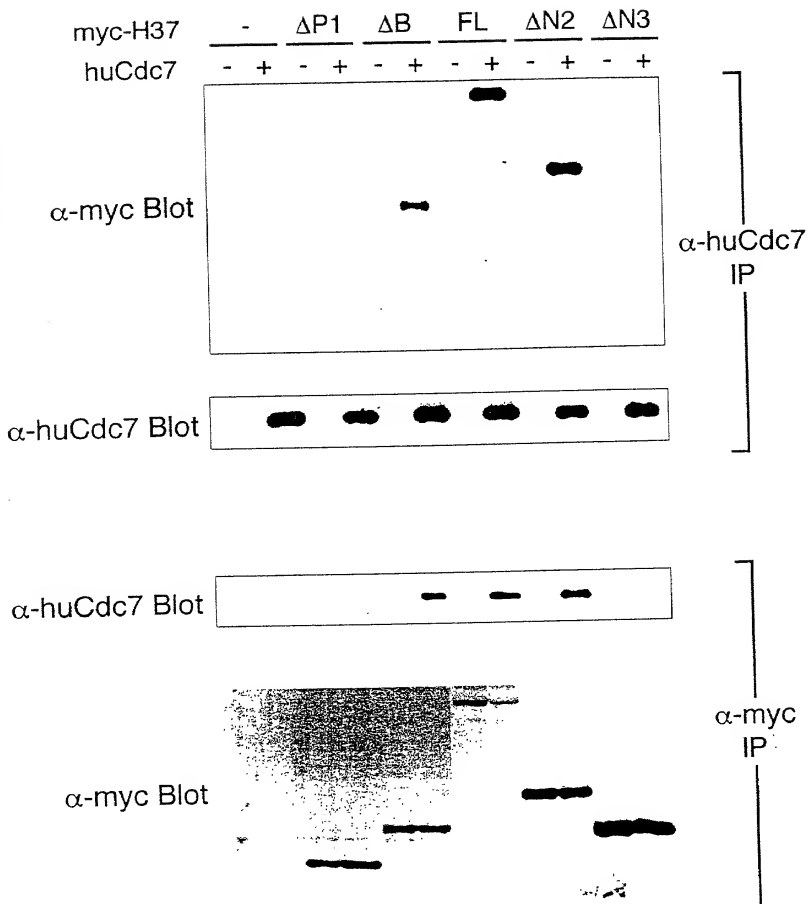 myc-H37 - ΔP1 ΔB FL ΔN2 ΔN3
huCdc7 - + - + - + - + - + - +
α-myc Blot
α-huCdc7
IP
α-huCdc7 Blot
α-huCdc7 Blot
α-myc
IP
α-myc Blot